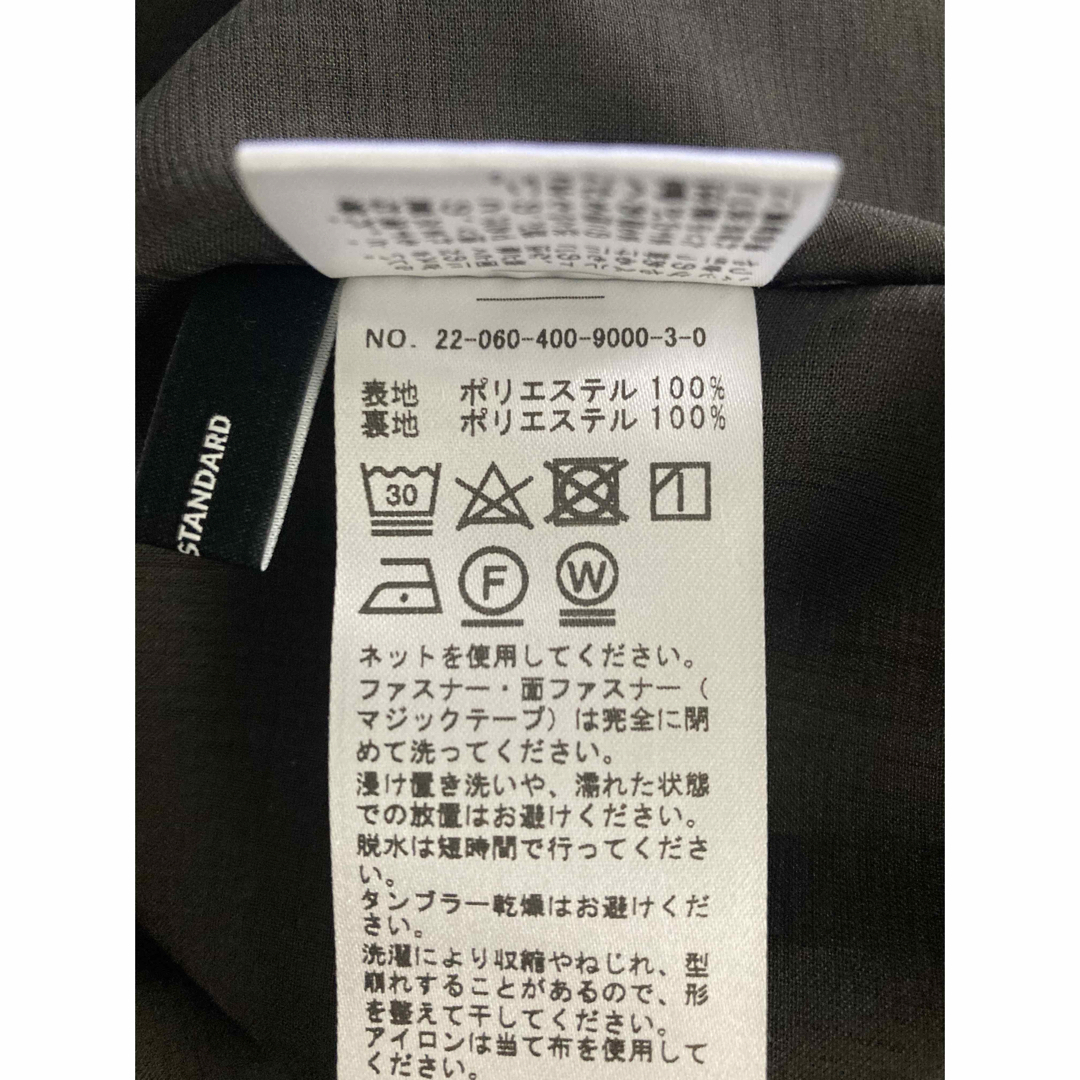 STANDARD
NO. 22-060-400-9000-3-0
表地 ポリエステル 100%
裏地 ポリエステル 100%
30
F
W
ネットを使用してください。
ファスナー・面ファスナー(
マジックテープ)は完全に閉
めて洗ってください。
浸け置き洗いや、濡れた状態
での放置はお避けください。
脱水は短時間で行ってくださ
い。
タンブラー乾燥はお避けくだ
さい。
洗濯により収縮やねじれ、型
崩れすることがあるので、形
を整えて干してください。
アイロンは当て布を使用して
ください。